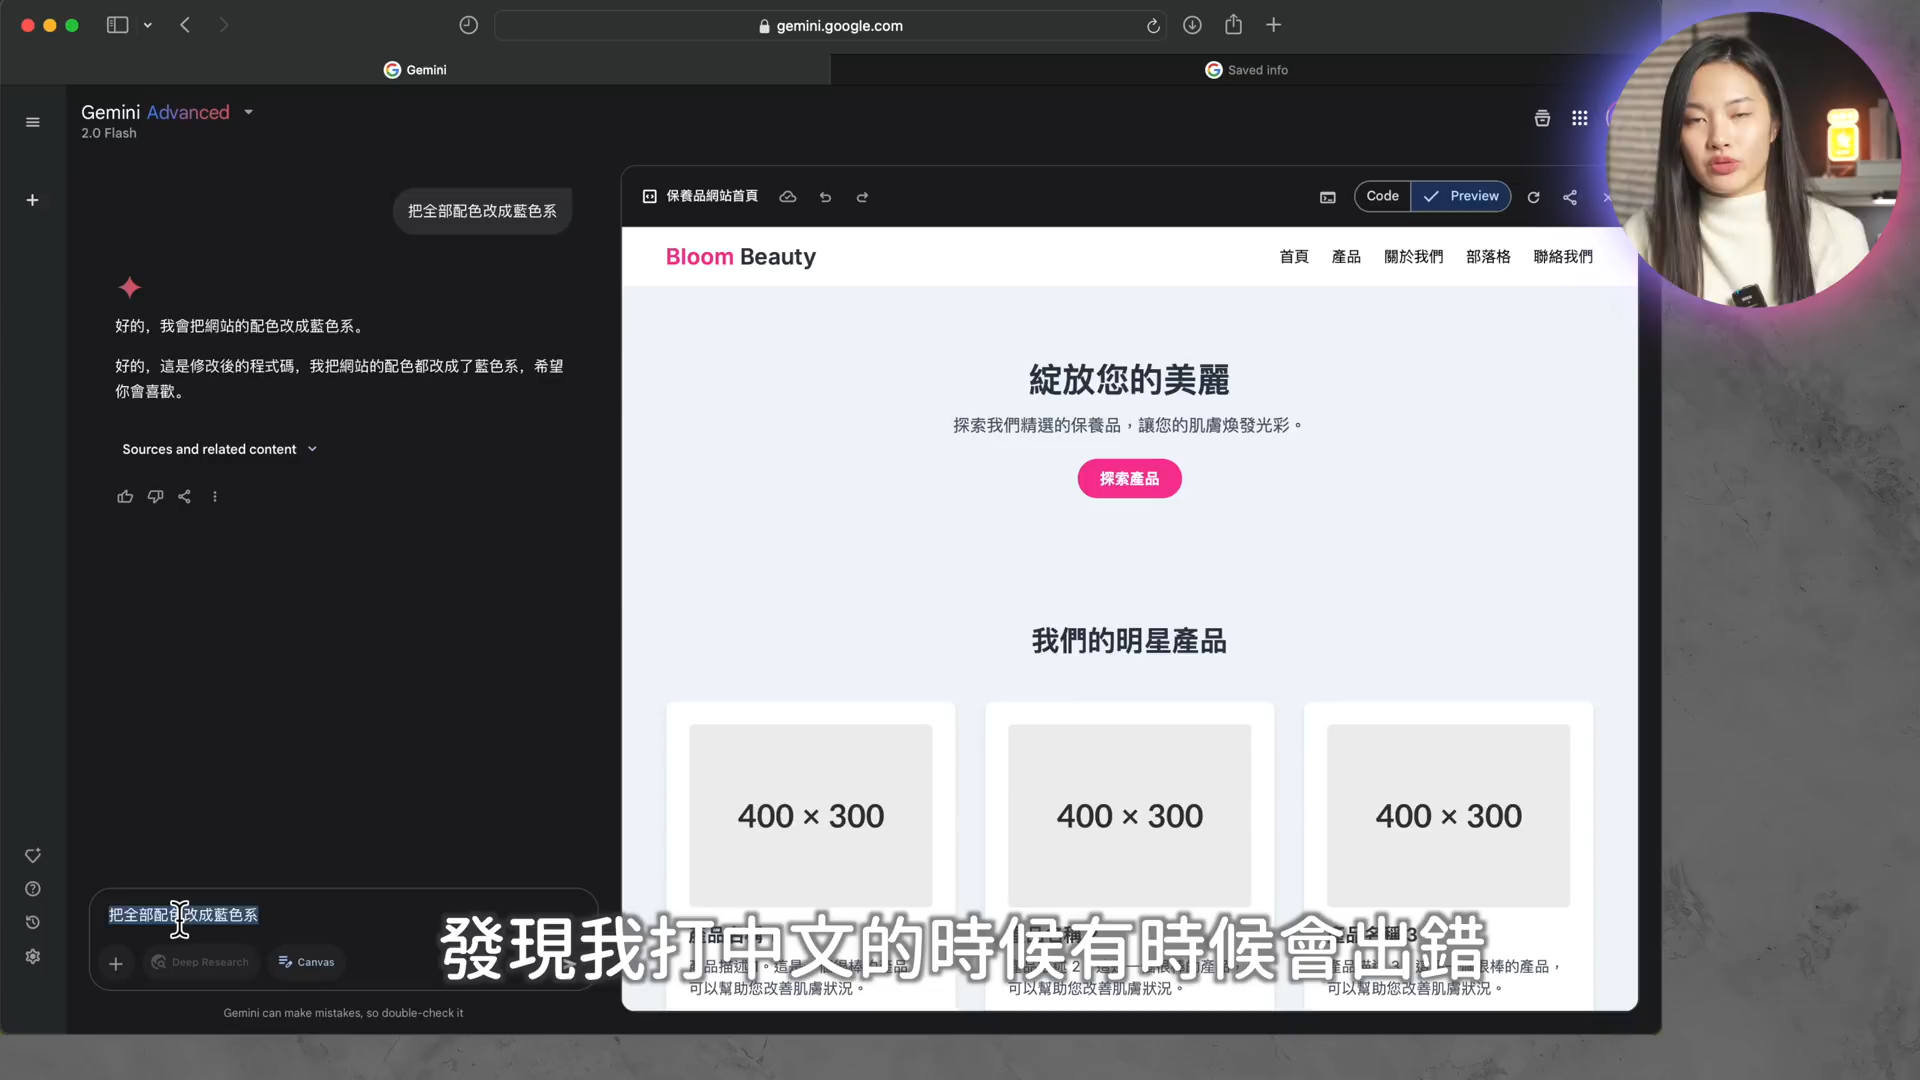 gemini.google.com
Gemini
Saved info
Gemini Advanced
2.0 Flash
把全部配色改成藍色系
好的，我會把網站的配色改成藍色系。
好的，這是修改後的程式碼，我把網站的配色都改成了藍色系，希望
你會喜歡。
Sources and related content
把全部配色改成藍色系
Deep Research
Canvas
Gemini can make mistakes, so double-check it
保養品網站首頁
Code
Preview
Bloom Beauty
首頁
產品
關於我們
部落格
聯絡我們
綻放您的美麗
探索我們精選的保養品，讓您的肌膚煥發光彩。
探索產品
我們的明星產品
400 × 300
400 × 300
400 × 300
可以幫助您改善肌膚狀況。
可以幫助您改善肌膚狀況。
可以幫助您改善肌膚狀況。
發現我打中文的時候有時候會出錯